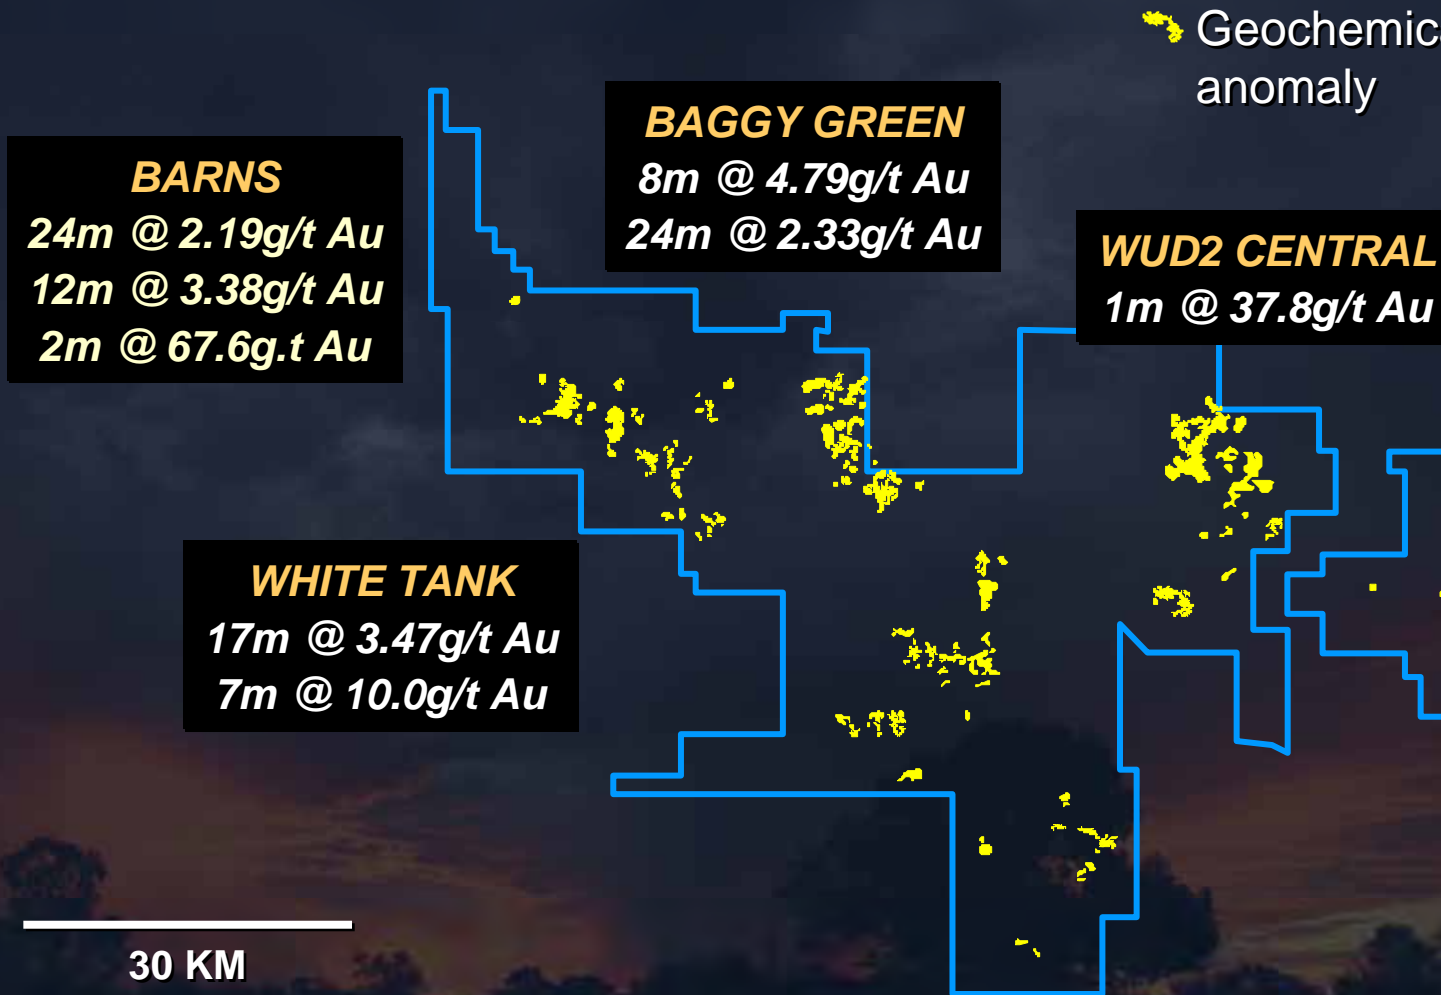 Geochemica
anomaly
BAGGY GREEN
8m @ 4.79g/t Au
24m @ 2.33g/t Au
BARNS
24m @ 2.19g/t Au
12m @ 3.38g/t Au
2m @ 67.6g.t Au
WUD2 CENTRAL
1m @ 37.8g/t Au
WHITE TANK
17m @ 3.47g/t Au
7m @ 10.0g/t Au
30 KM